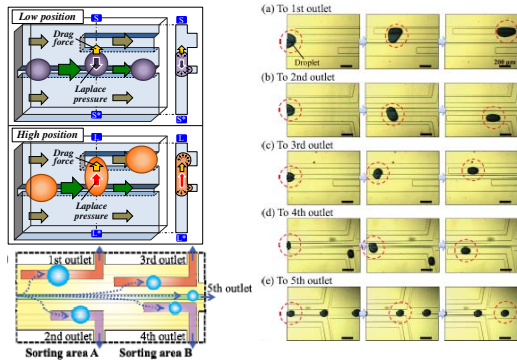 Low position
S
S
Drag
force
Laplace
pressure
S*
High position
L
L
Drag
force
Laplace
pressure
L*
1st outlet
3rd outlet
5th outlet
2nd outlet
4th outlet
Sorting area A
Sorting area B
(a) To 1st outlet
Droplet
200 μm
(b) To 2nd outlet
(c) To 3rd outlet
(d) To 4th outlet
(e) To 5th outlet